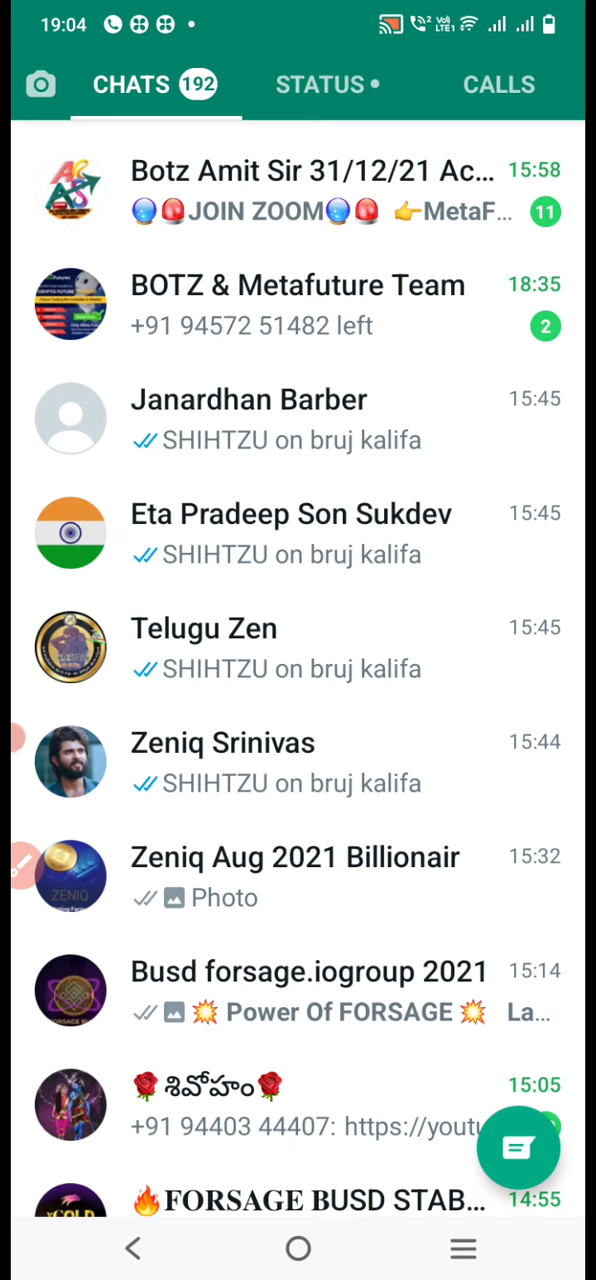 19:04
CHATS 192 STATUS CALLS
Botz Amit Sir 31/12/21 Ac... 15:58
JOIN ZOOM 👉MetaF... 11
BOTZ & Metafuture Team 18:35
+91 94572 51482 left 2
Janardhan Barber 15:45
SHIHTZU on bruj kalifa
Eta Pradeep Son Sukdev 15:45
SHIHTZU on bruj kalifa
Telugu Zen 15:45
SHIHTZU on bruj kalifa
Zeniq Srinivas 15:44
SHIHTZU on bruj kalifa
Zeniq Aug 2021 Billionair 15:32
ZENIQ
Photo
Busd forsage.iogroup 2021 15:14
💥 Power Of FORSAGE 💥 La...
🌹శివోహం🌹 15:05
+91 94403 44407: https://youtu
🔥FORSAGE BUSD STAB... 14:55